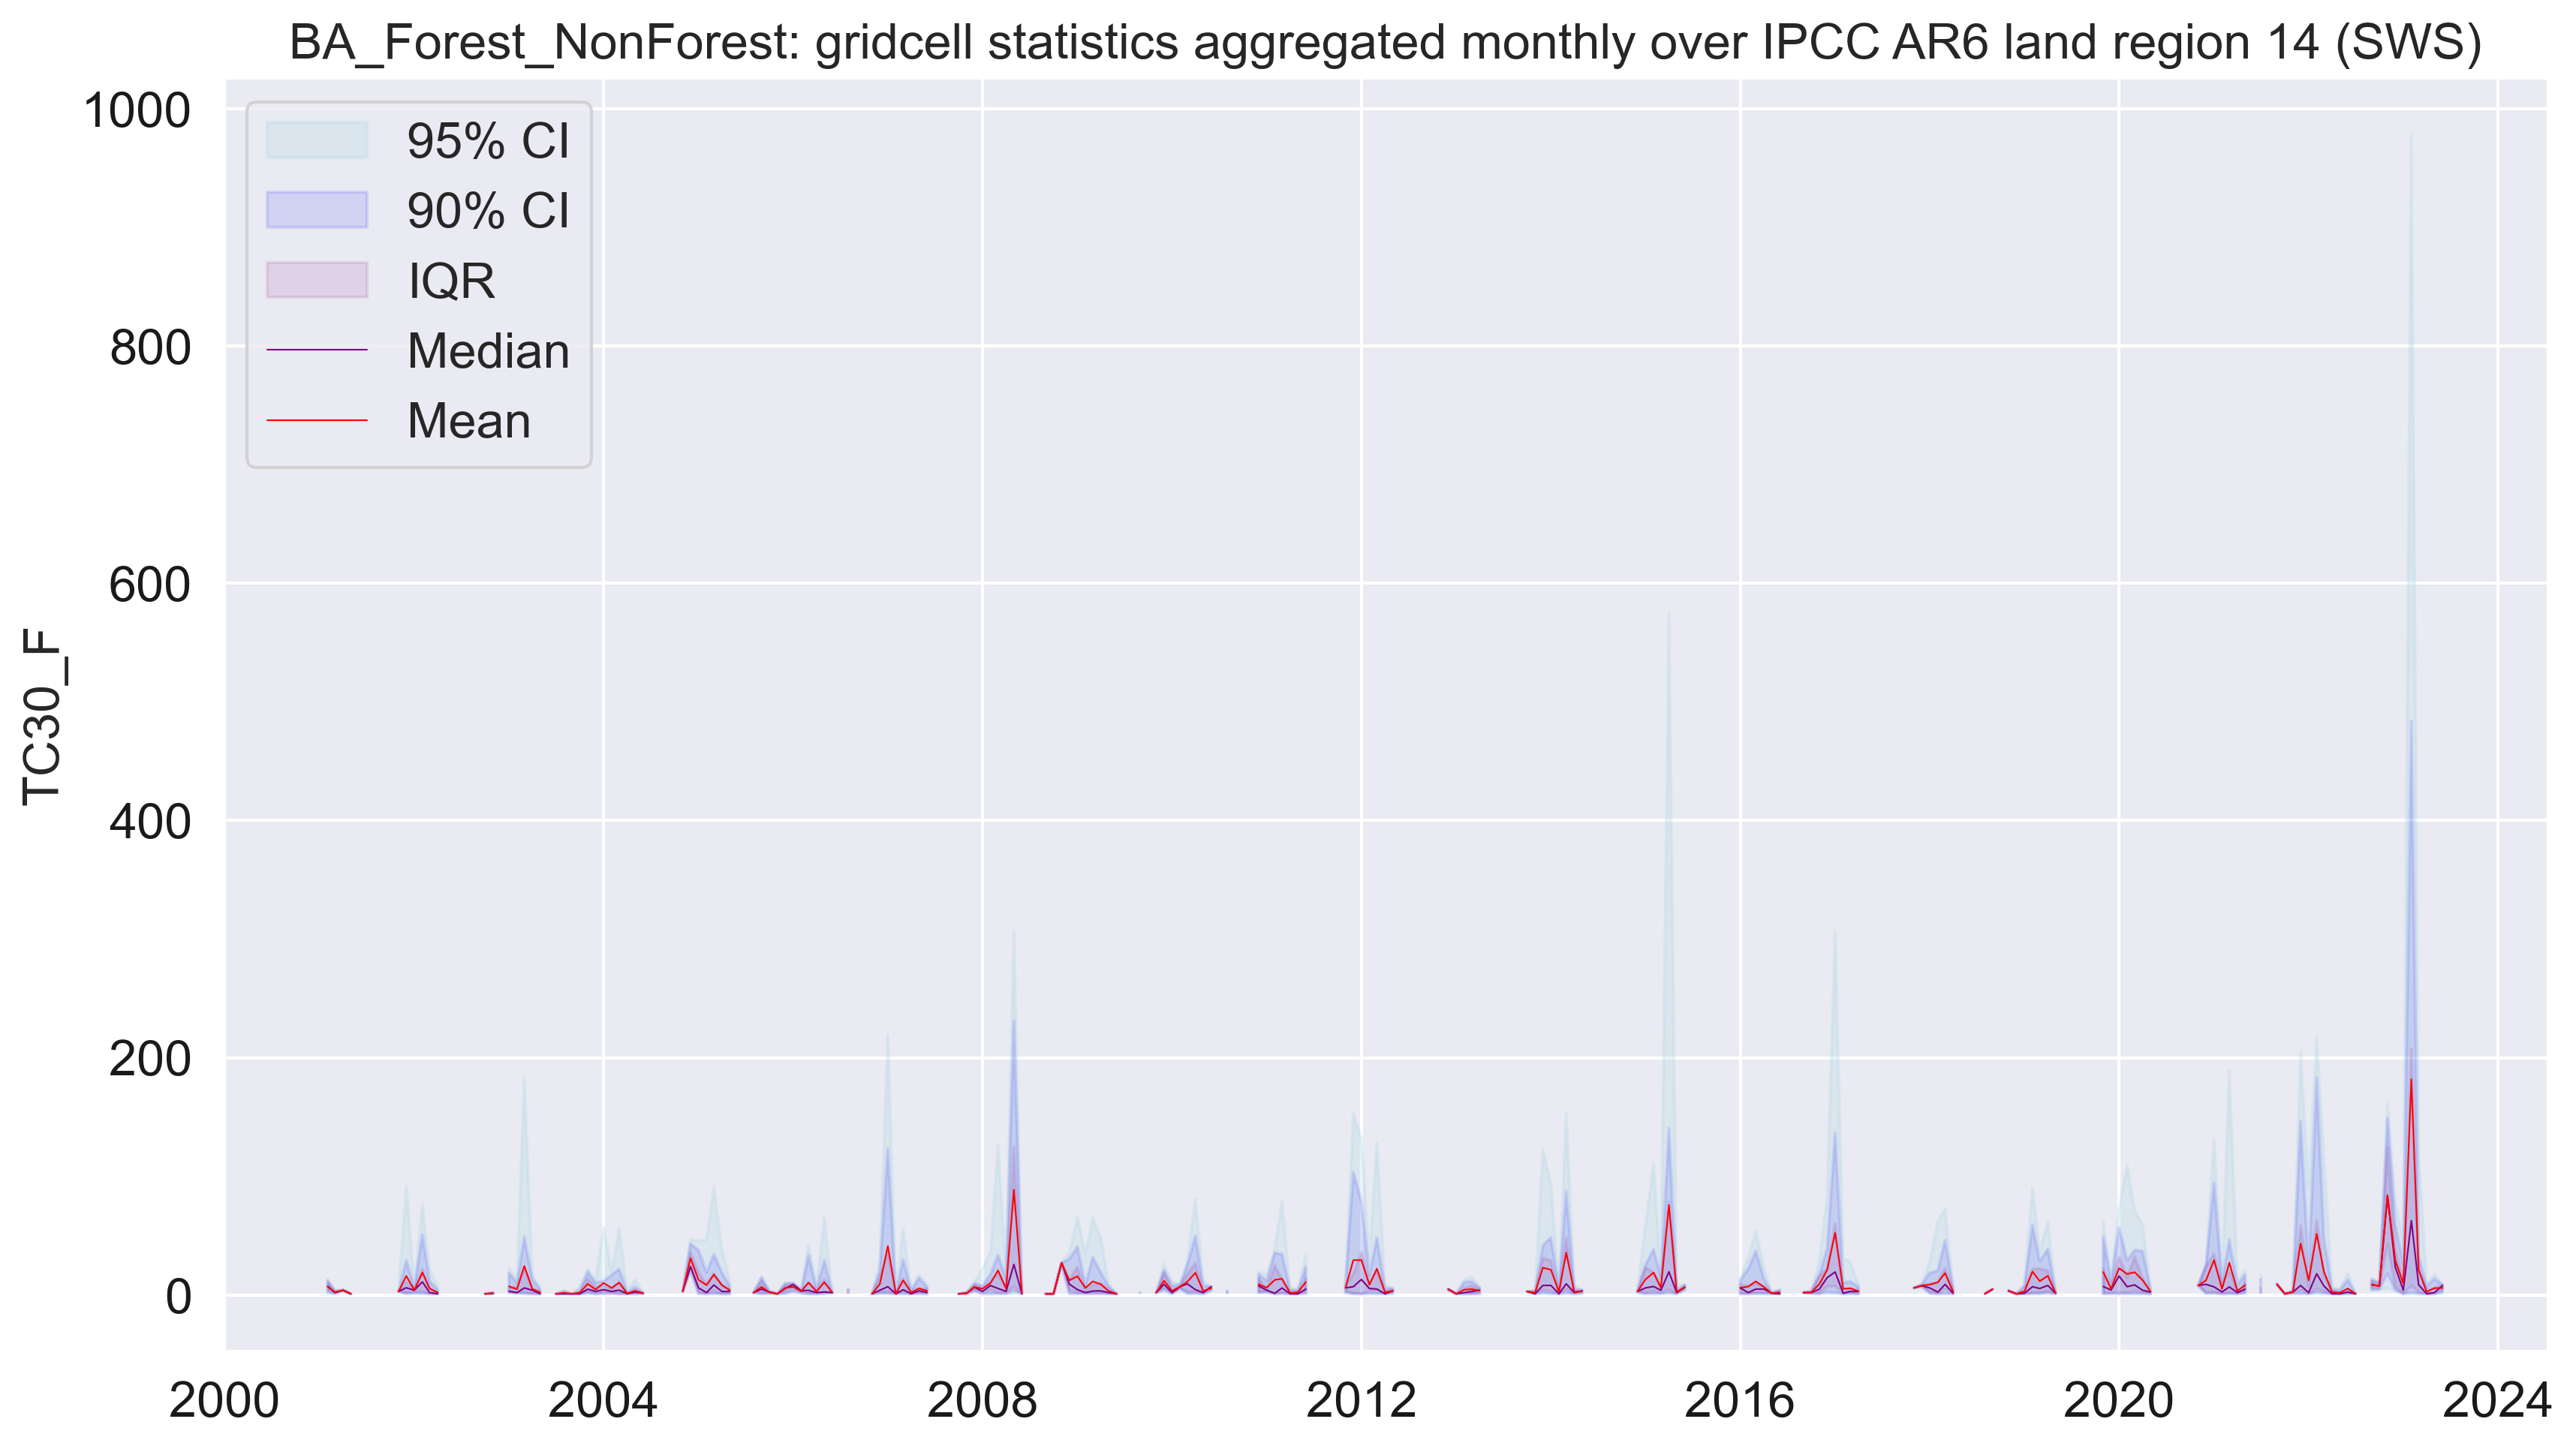 BA_Forest_NonForest: gridcell statistics aggregated monthly over IPCC AR6 land region 14 (SWS)
1000
800
600
400
200
0
TC30_F
95% CI
90% CI
IQR
Median
Mean
2000 2004 2008 2012 2016 2020 2024